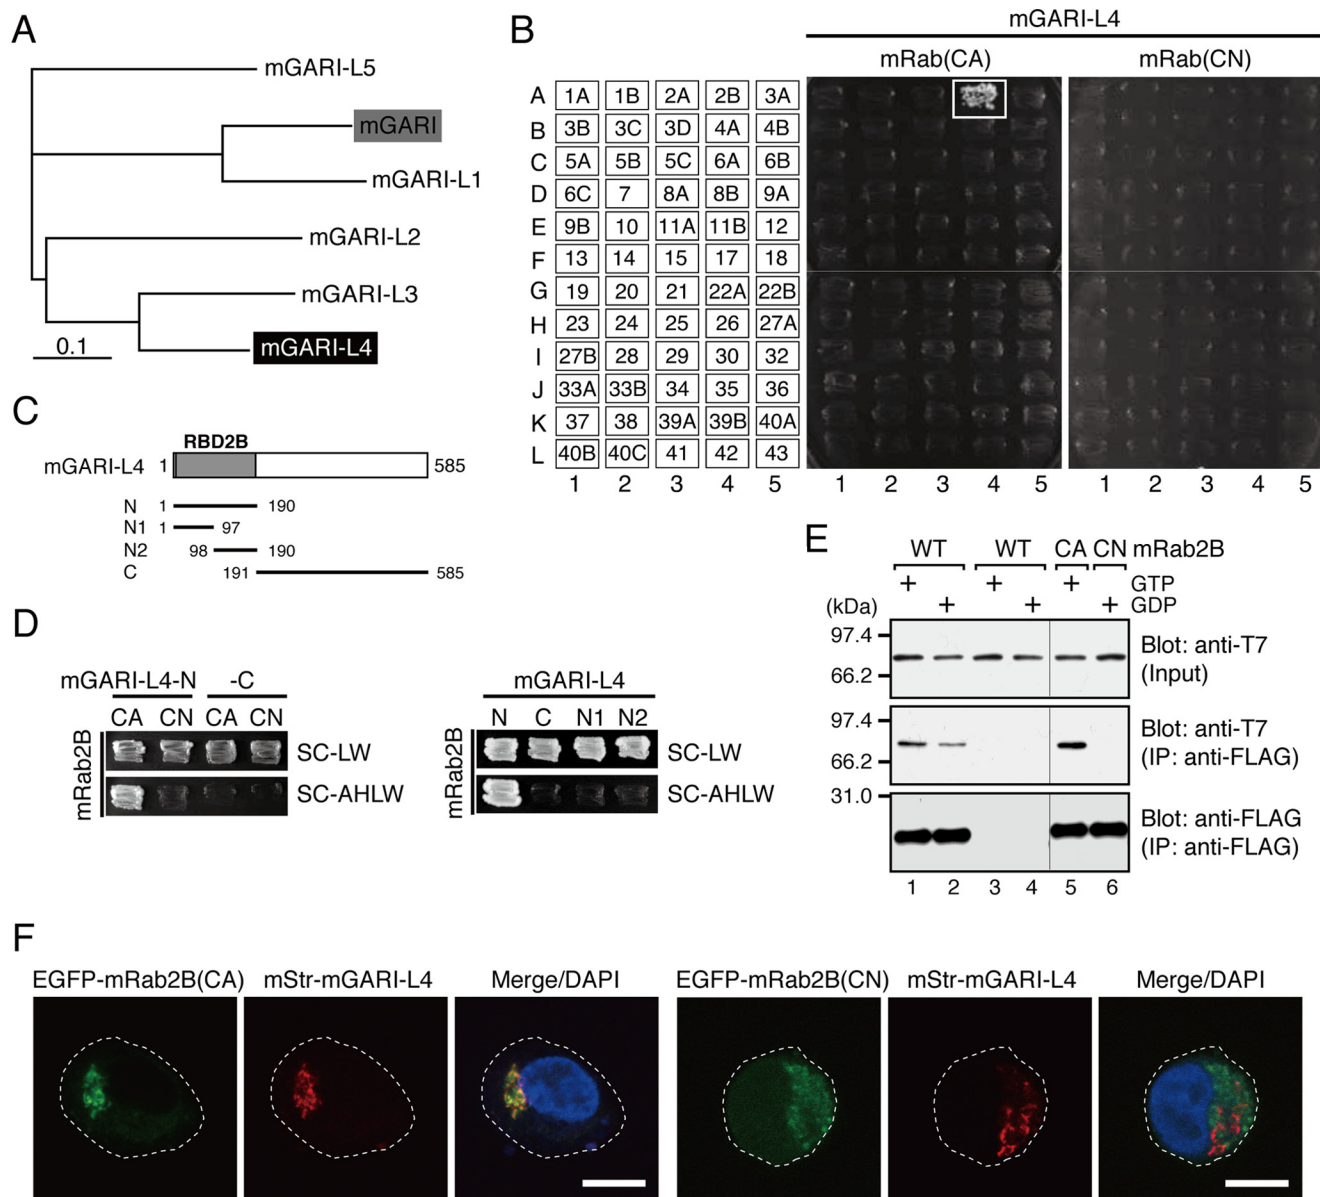 A
mGARI-L5
mGARI
mGARI-L1
mGARI-L2
mGARI-L3
mGARI-L4
0.1
B
mGARI-L4
mRab(CA) mRab(CN)
A 1A 1B 2A 2B 3A
B 3B 3C 3D 4A 4B
C 5A 5B 5C 6A 6B
D 6C 7 8A 8B 9A
E 9B 10 11A 11B 12
F 13 14 15 17 18
G 19 20 21 22A 22B
H 23 24 25 26 27A
I 27B 28 29 30 32
J 33A 33B 34 35 36
K 37 38 39A 39B 40A
L 40B 40C 41 42 43
1 2 3 4 5 1 2 3 4 5 1 2 3 4 5
C
RBD2B
mGARI-L4 1 585
N 1 190
N1 1 97
N2 98 190
C 191 585
D
mGARI-L4-N -C
CA CN CA CN
mRab2B
SC-LW
SC-AHLW
mGARI-L4
N C N1 N2
mRab2B
SC-LW
SC-AHLW
E
WT WT CA CN mRab2B
+ + + GTP
+ + + GDP
(kDa)
97.4
66.2
Blot: anti-T7
(Input)
97.4
66.2
Blot: anti-T7
(IP: anti-FLAG)
31.0
Blot: anti-FLAG
(IP: anti-FLAG)
1 2 3 4 5 6
F
EGFP-mRab2B(CA) mStr-mGARI-L4 Merge/DAPI EGFP-mRab2B(CN) mStr-mGARI-L4 Merge/DAPI